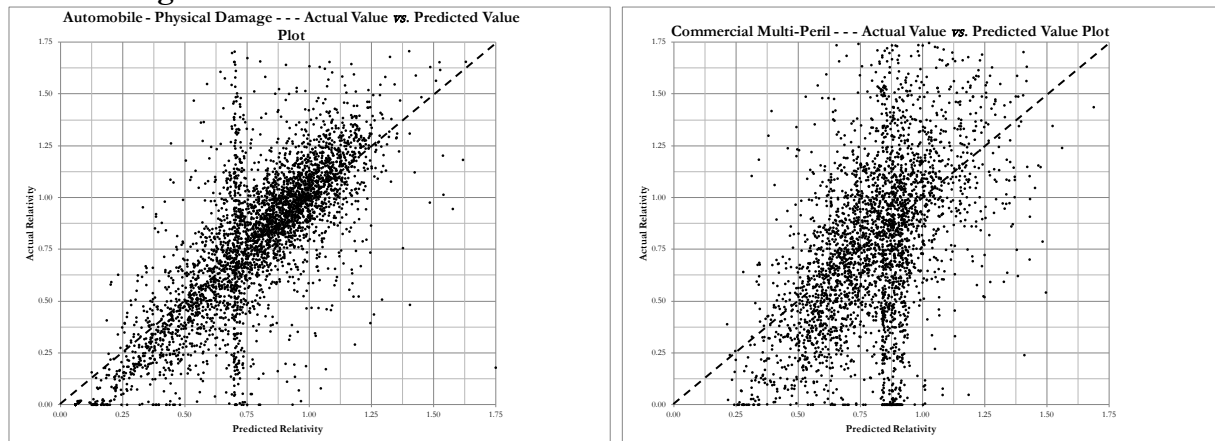 Automobile - Physical Damage - - - Actual Value vs. Predicted Value
Plot
1.75
1.50
1.25
1.00
0.75
0.50
0.25
0.00
Actual Relativity
0.00 0.25 0.50 0.75 1.00 1.25 1.50 1.75
Predicted Relativity
Commercial Multi-Peril - - - Actual Value vs. Predicted Value Plot
1.75
1.50
1.25
1.00
0.75
0.50
0.25
0.00
Actual Relativity
0.00 0.25 0.50 0.75 1.00 1.25 1.50 1.75
Predicted Relativity